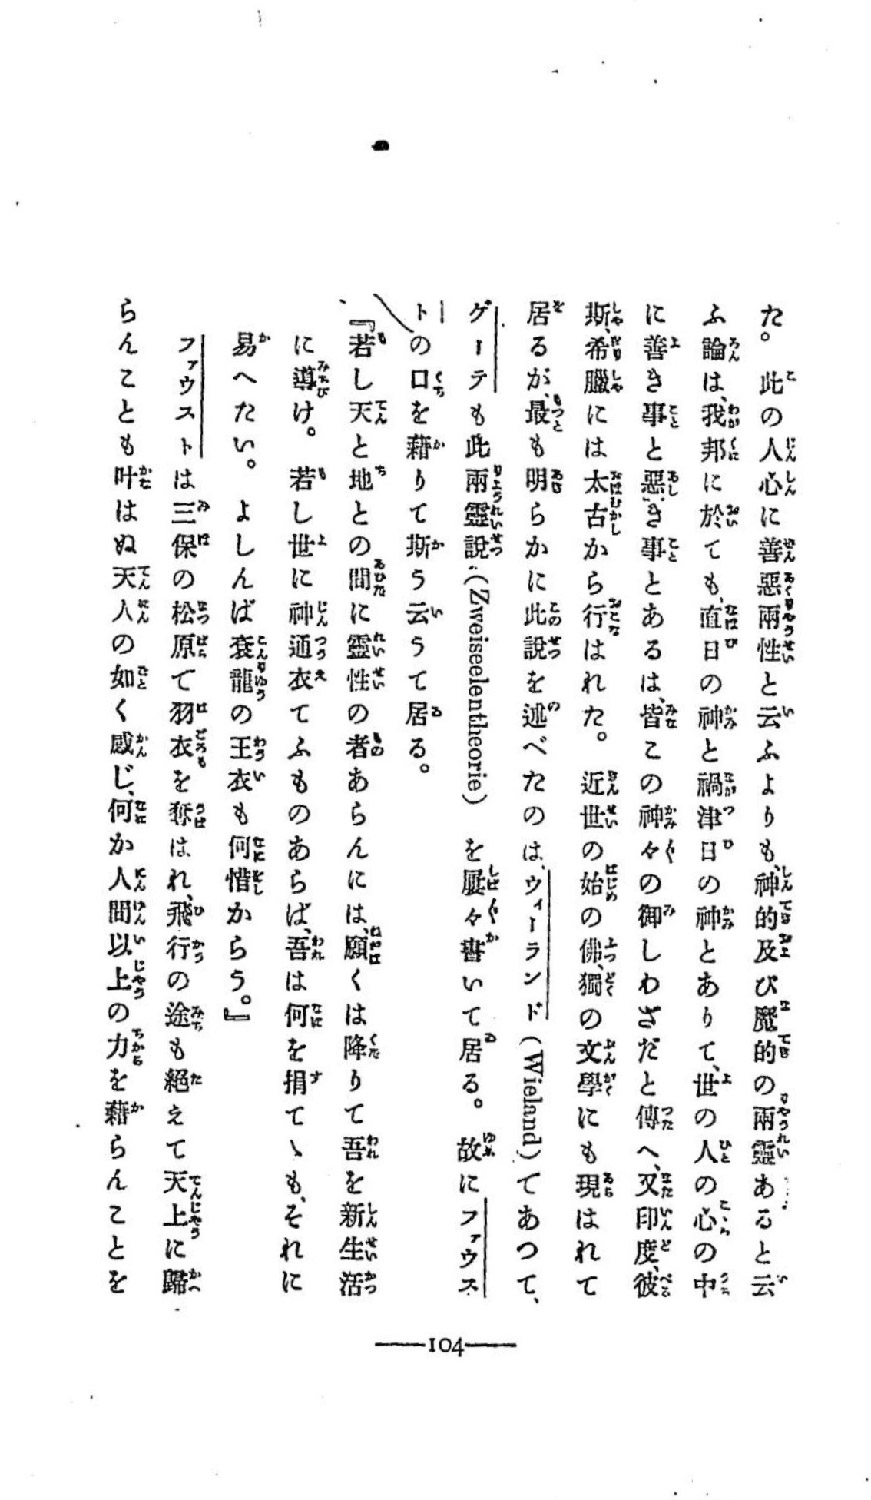 た。此の人心に善惡兩性と云ふよりも、神的及び魔的の兩靈あると云
ふ論は、我邦に於ても、直日の神と禍津日の神とありて、世の人の心の中
に善き事と惡き事とあるは、皆この神々の御しわざだと傳へ、又印度、彼
斯、希臘には太古から行はれた。近世の始の佛、獨の文學にも現はれて
居るが、最も明らかに此說を述べたのは、ウィーランド(Wieland)てあつて、
ゲーテも此兩靈說(Zweiseelentheorie)を屢々書いて居る。故にファウス
トの口を藉りて斯う云うて居る。
『若し天と地との間に靈性の者あらんには、願くは降りて吾を新生活
に導け。若し世に神通衣てふものあらば、吾は何を捐てゝも、それに
易へたい。よしんば袞龍の王衣も何惜からう。』
ファウストは三保の松原て羽衣を奪はれ、飛行の途も絕えて天上に歸
らんことも叶はぬ天人の如く感じ、何か人間以上の力を藉らんことを
104